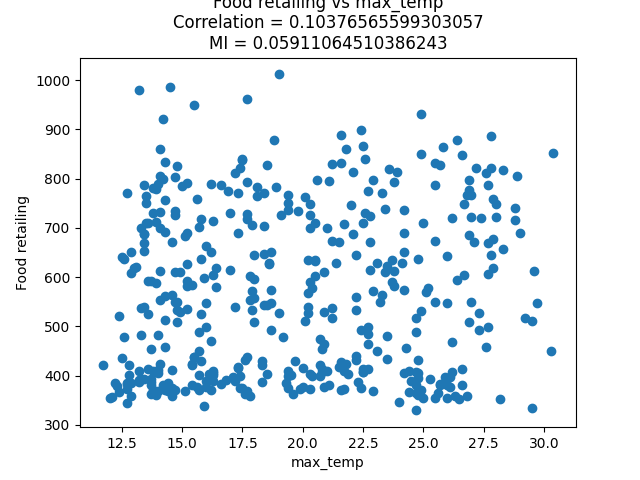 Food retailing vs max_temp
Correlation = 0.10376565599303057
MI = 0.05911064510386243
1000
900
800
700
600
500
400
300
Food retailing
12.5 15.0 17.5 20.0 22.5 25.0 27.5 30.0
max_temp